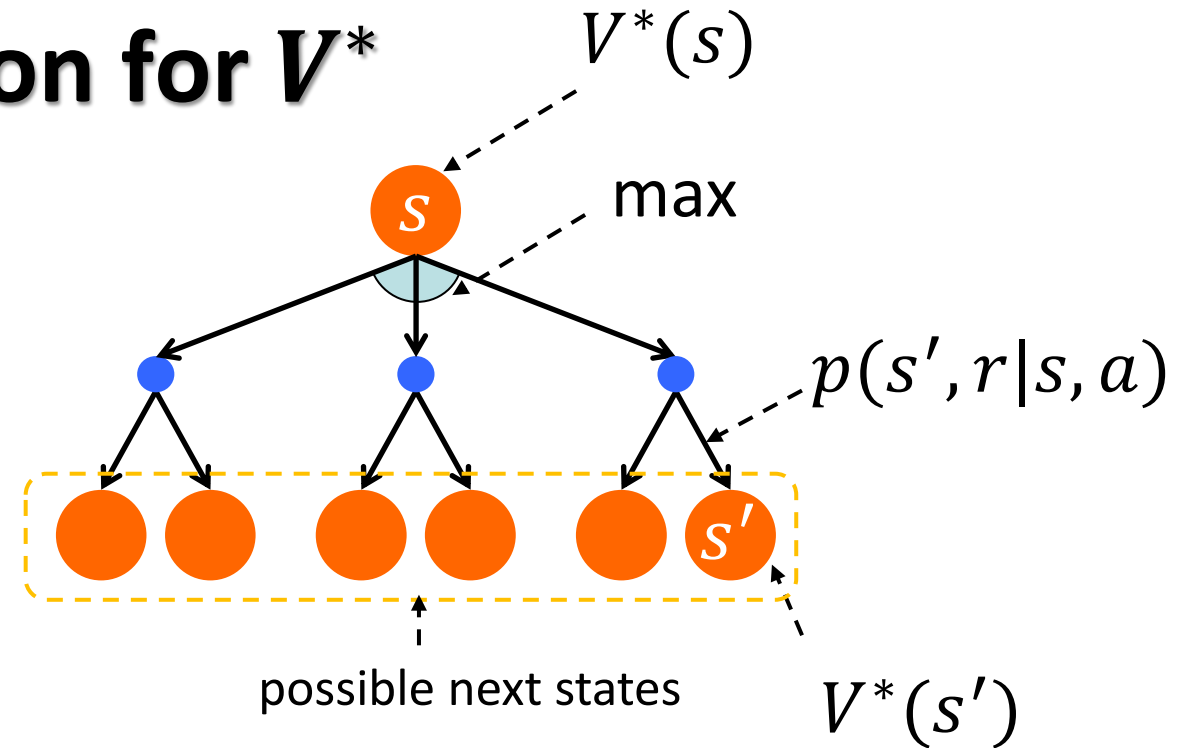 on for V*
V*(s)
s
max
p(s′, r|s, a)
s′
possible next states
V*(s′)